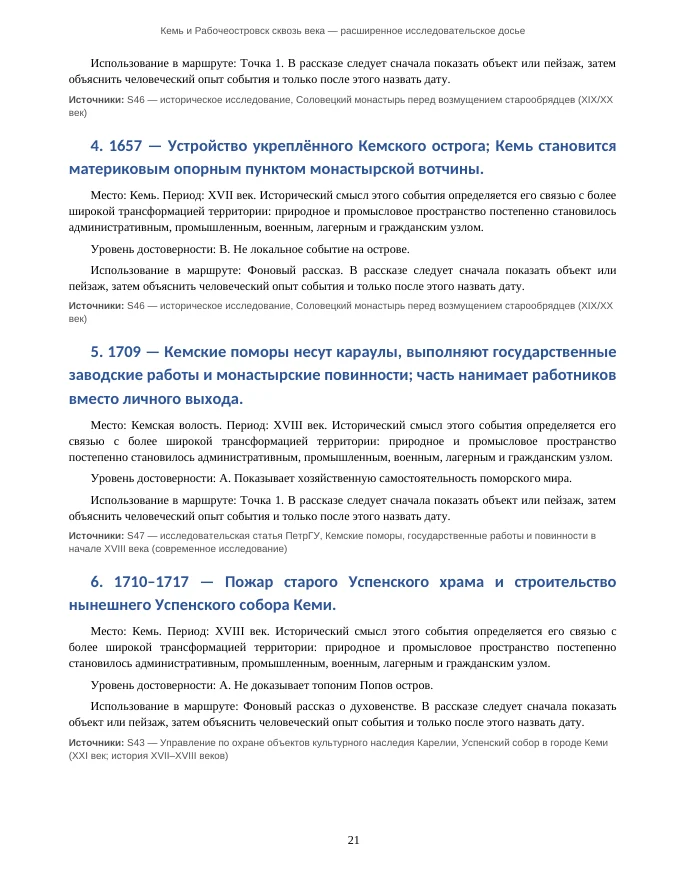 Кемь и Рабочеостровск сквозь века — расширенное исследовательское досье
Использование в маршруте: Точка 1. В рассказе следует сначала показать объект или пейзаж, затем
объяснить человеческий опыт события и только после этого назвать дату.
Источники: S46 — историческое исследование, Соловецкий монастырь перед возмущением старообрядцев (XIX/XX
век)
4. 1657 — Устройство укреплённого Кемского острога; Кемь становится
материковым опорным пунктом монастырской вотчины.
Место: Кемь. Период: XVII век. Исторический смысл этого события определяется его связью с более
широкой трансформацией территории: природное и промысловое пространство постепенно становилось
административным, промышленным, военным, лагерным и гражданским узлом.
Уровень достоверности: B. Не локальное событие на острове.
Использование в маршруте: Фоновый рассказ. В рассказе следует сначала показать объект или
пейзаж, затем объяснить человеческий опыт события и только после этого назвать дату.
Источники: S46 — историческое исследование, Соловецкий монастырь перед возмущением старообрядцев (XIX/XX
век)
5. 1709 — Кемские поморы несут караулы, выполняют государственные
заводские работы и монастырские повинности; часть нанимает работников
вместо личного выхода.
Место: Кемская волость. Период: XVIII век. Исторический смысл этого события определяется его
связью с более широкой трансформацией территории: природное и промысловое пространство
постепенно становилось административным, промышленным, военным, лагерным и гражданским узлом.
Уровень достоверности: A. Показывает хозяйственную самостоятельность поморского мира.
Использование в маршруте: Точка 1. В рассказе следует сначала показать объект или пейзаж, затем
объяснить человеческий опыт события и только после этого назвать дату.
Источники: S47 — исследовательская статья ПетрГУ, Кемские поморы, государственные работы и повинности в
начале XVIII века (современное исследование)
6. 1710–1717 — Пожар старого Успенского храма и строительство
нынешнего Успенского собора Кеми.
Место: Кемь. Период: XVIII век. Исторический смысл этого события определяется его связью с
более широкой трансформацией территории: природное и промысловое пространство постепенно
становилось административным, промышленным, военным, лагерным и гражданским узлом.
Уровень достоверности: A. Не доказывает топоним Попов остров.
Использование в маршруте: Фоновый рассказ о духовенстве. В рассказе следует сначала показать
объект или пейзаж, затем объяснить человеческий опыт события и только после этого назвать дату.
Источники: S43 — Управление по охране объектов культурного наследия Карелии, Успенский собор в городе Кеми
(XXI век; история XVII–XVIII веков)
21